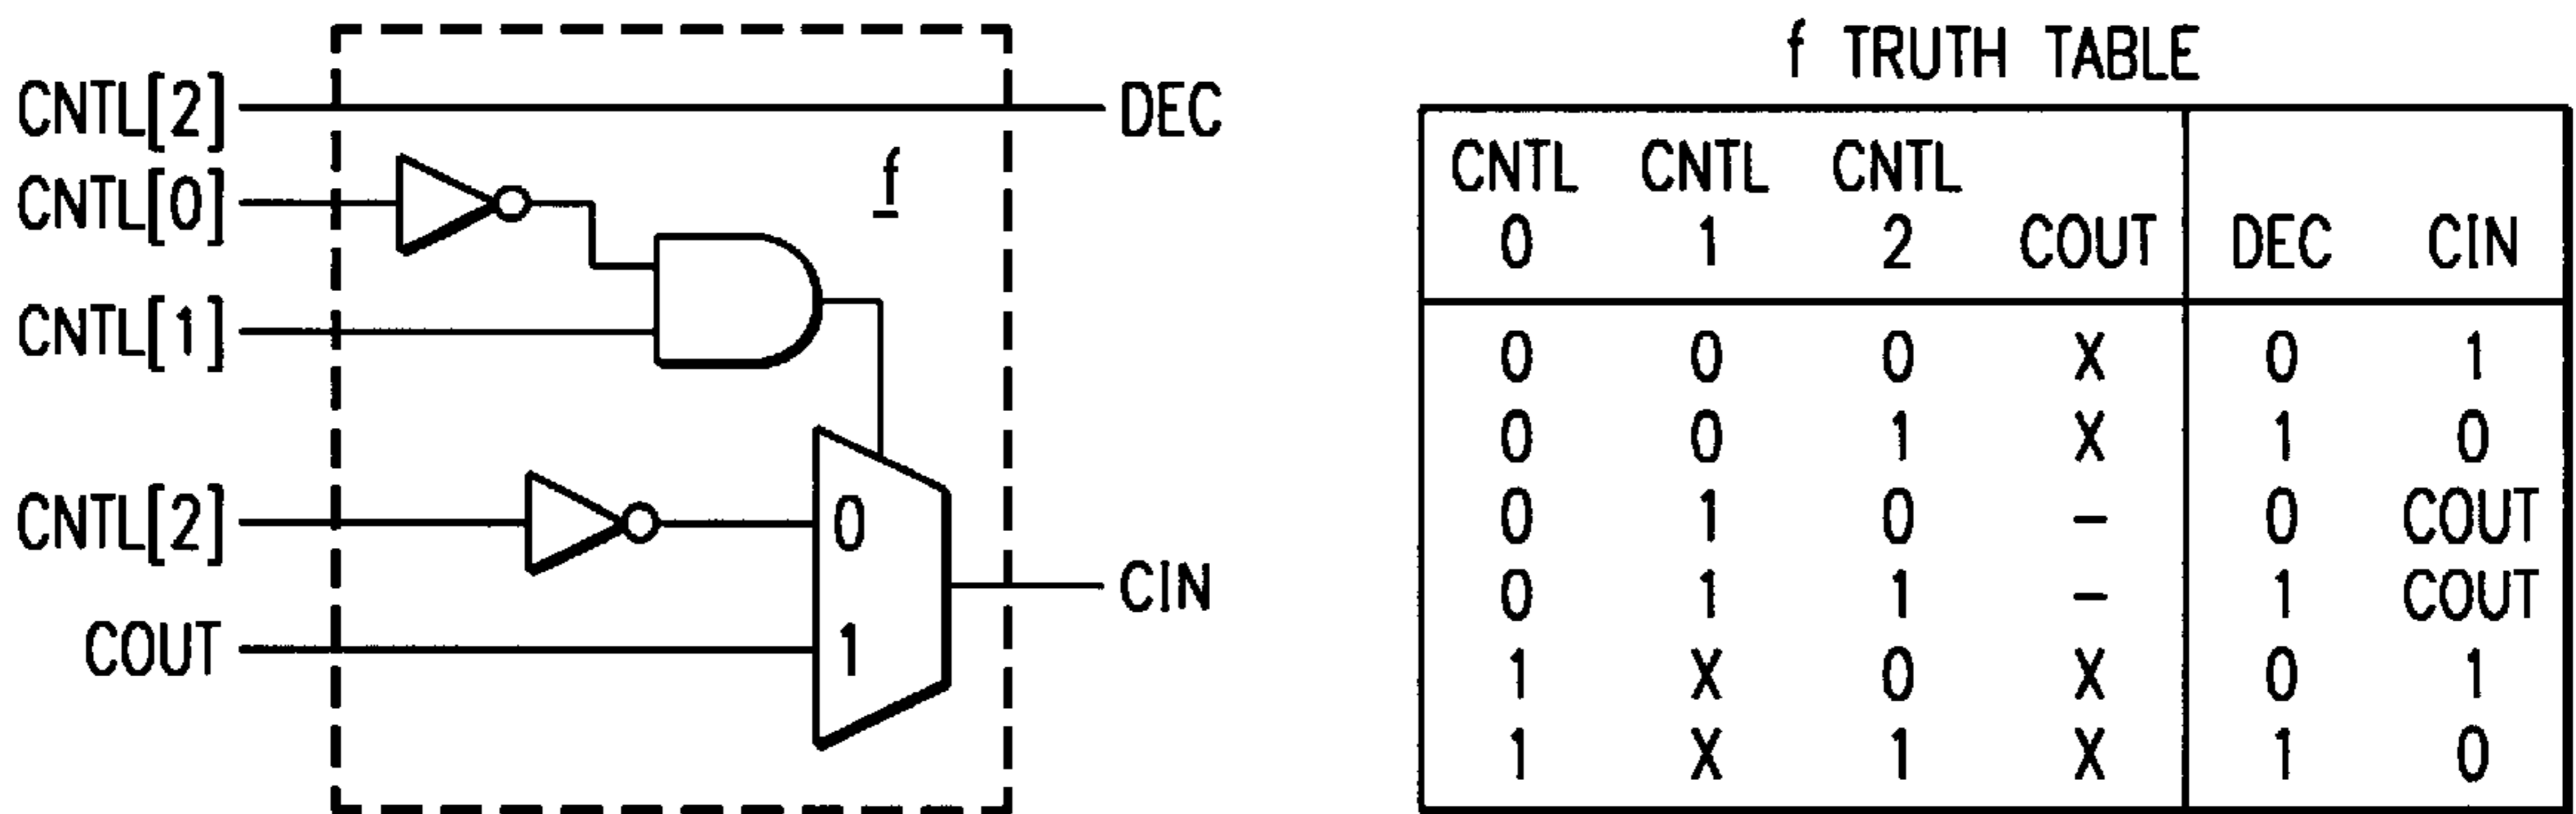 CNTL[2]
DEC
CNTL[0]
f
CNTL[1]
CNTL[2]
0
CIN
COUT
1
f TRUTH TABLE
CNTL CNTL CNTL
0 1 2 COUT DEC CIN
0 0 0 X 0 1
0 0 1 X 1 0
0 1 0 - 0 COUT
0 1 1 - 1 COUT
1 X 0 X 0 1
1 X 1 X 1 0